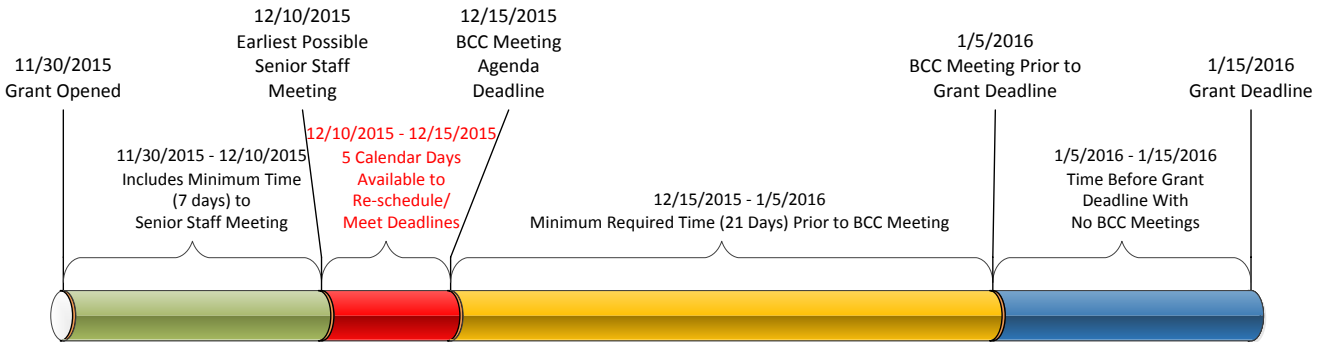 11/30/2015
Grant Opened
12/10/2015
Earliest Possible
Senior Staff
Meeting
12/15/2015
BCC Meeting
Agenda
Deadline
1/5/2016
BCC Meeting Prior to
Grant Deadline
1/15/2016
Grant Deadline
11/30/2015 - 12/10/2015
Includes Minimum Time
(7 days) to
Senior Staff Meeting
12/10/2015 - 12/15/2015
5 Calendar Days
Available to
Re-schedule/
Meet Deadlines
12/15/2015 - 1/5/2016
Minimum Required Time (21 Days) Prior to BCC Meeting
1/5/2016 - 1/15/2016
Time Before Grant
Deadline With
No BCC Meetings